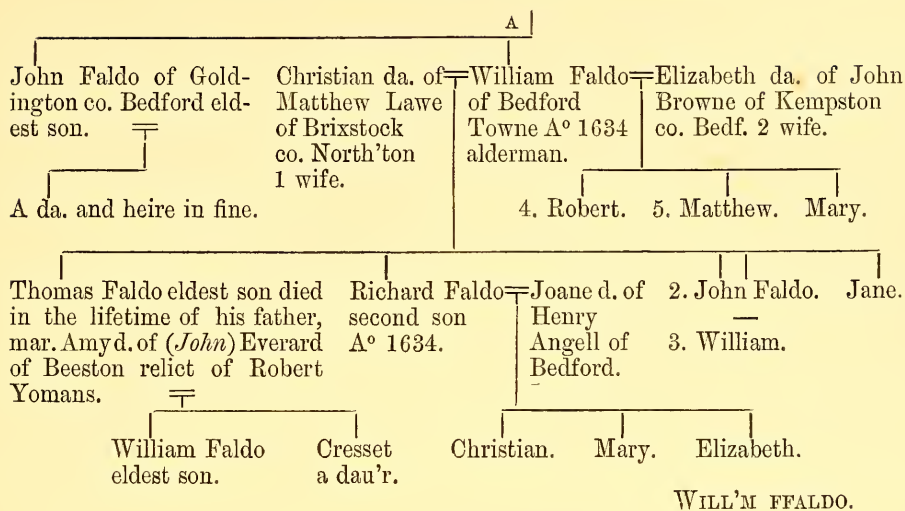 A
John Faldo of Gold-
ington co. Bedford eld-
est son.
Christian da. of
Matthew Lawe
of Brixstock
co. North'ton
1 wife.
William Faldo
of Bedford
Towne Aº 1634
alderman.
Elizabeth da. of John
Browne of Kempston
co. Bedf. 2 wife.
A da. and heire in fine.
4. Robert.
5. Matthew.
Mary.
Thomas Faldo eldest son died
in the lifetime of his father,
mar. Amy d. of (John) Everard
of Beeston relict of Robert
Yomans.
Richard Faldo
second son
Aº 1634.
Joane d. of
Henry
Angell of
Bedford.
2. John Faldo.
—
3. William.
Jane.
William Faldo
eldest son.
Cresset
a dau'r.
Christian.
Mary.
Elizabeth.
WILL'M FFALDO.